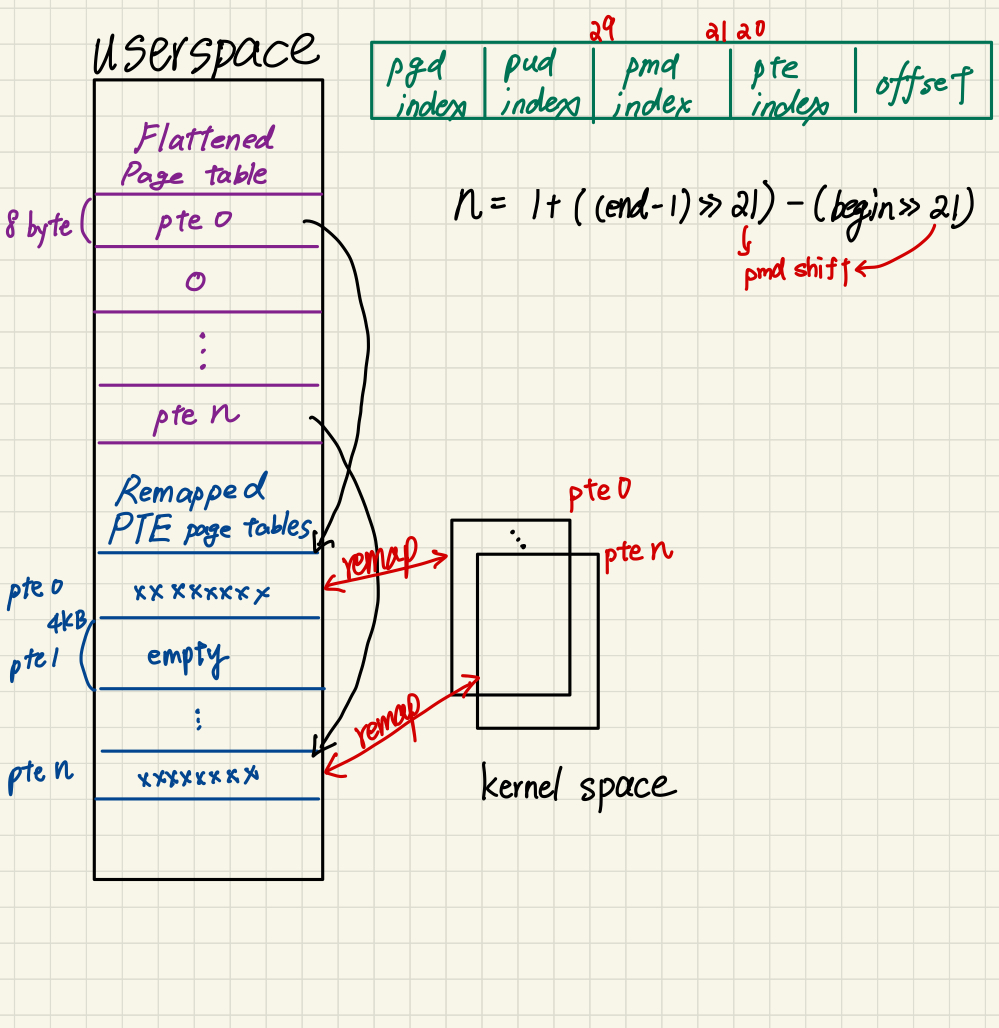 userspace
29 21 20
pgd index
pud index
pmd index
pte index
offset
Flattened
Page table
8 byte
pte 0
0
⋮
pte n
n = 1 + ((end-1) >> 21) - (begin >> 21)
pmd shift
Remapped
PTE page tables
pte 0
xxxxxxxx
4kB
pte 1
empty
⋮
pte n
xxxxxxxx
remap
remap
pte 0
⋱
pte n
kernel space